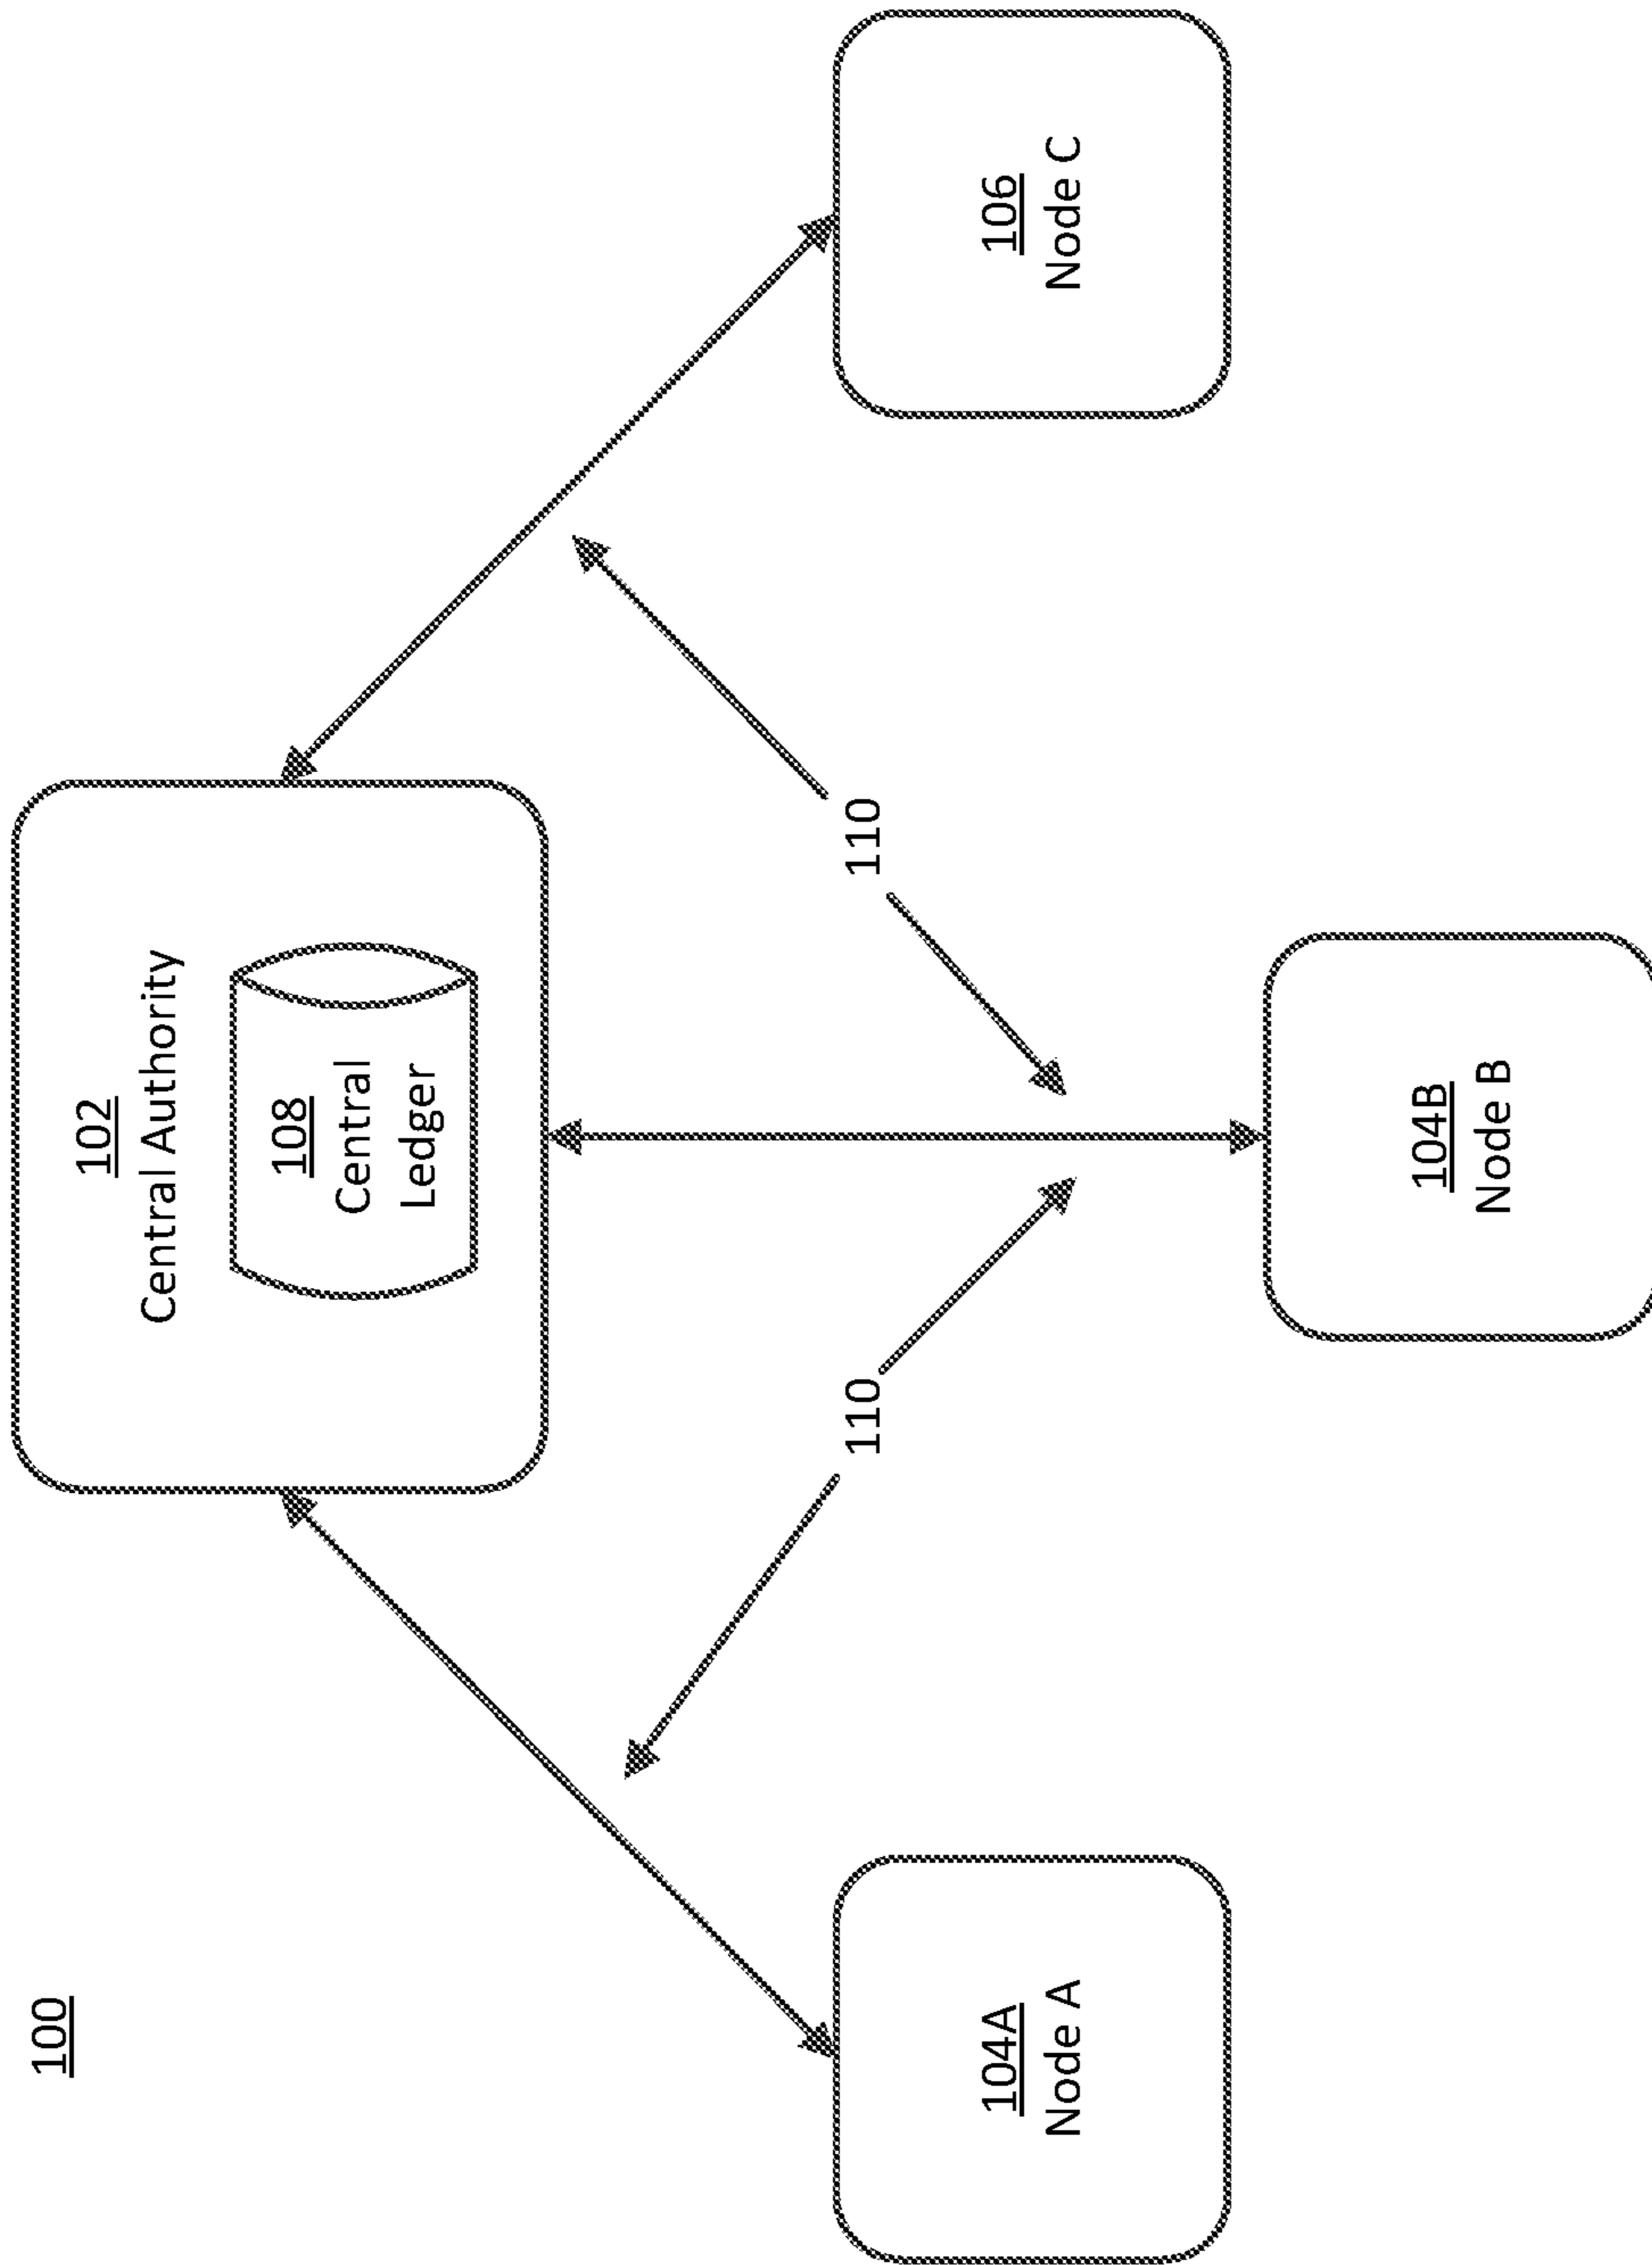 100
102
Central Authority
108
Central
Ledger
110
110
104A
Node A
104B
Node B
106
Node C